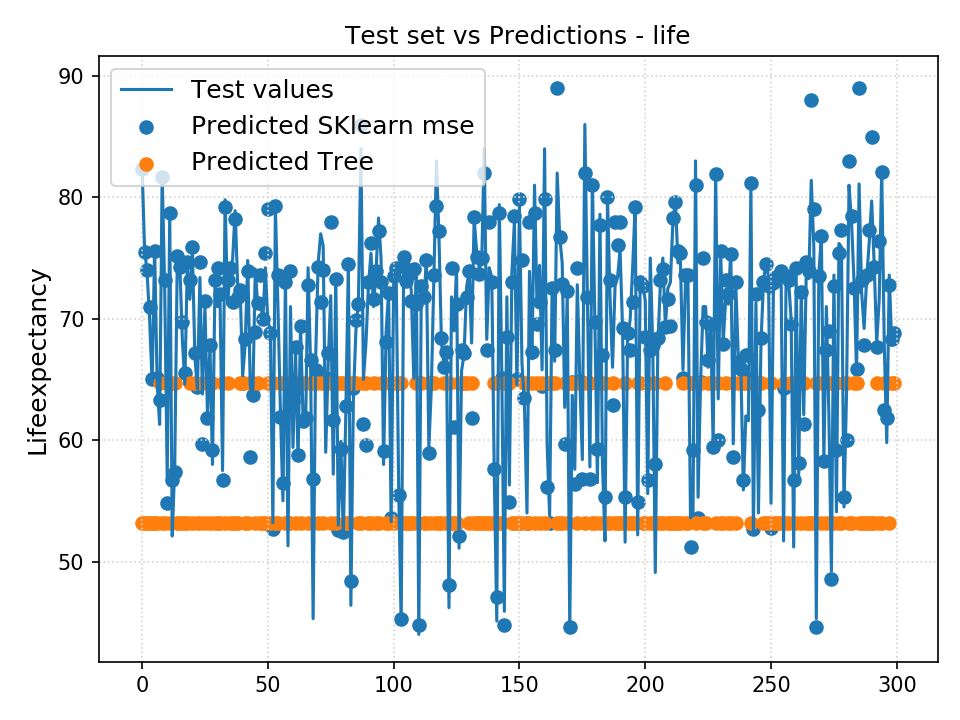 Test set vs Predictions - life
Test values
Predicted SKlearn mse
Predicted Tree
Lifeexpectancy
90
80
70
60
50
0 50 100 150 200 250 300